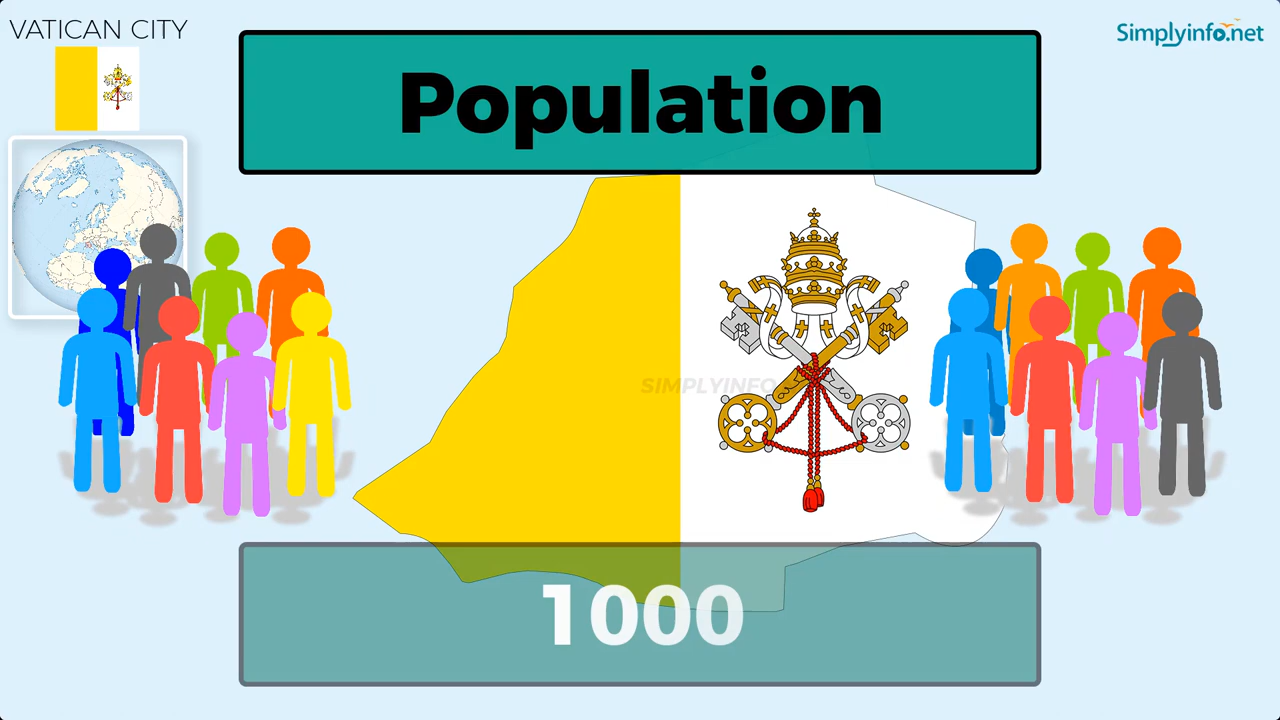 VATICAN CITY
Simplyinfo.net
Population
SIMPLYINFO
1000